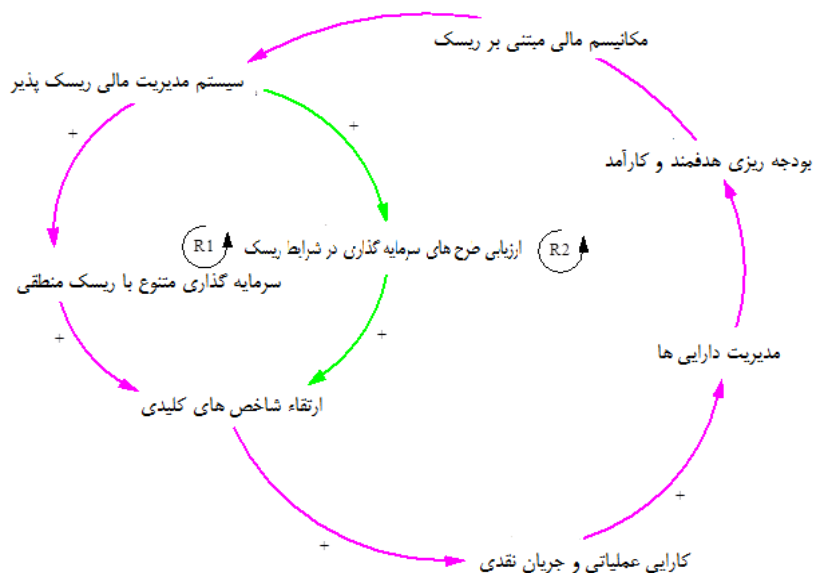 مکانیسم مالی مبتنی بر ریسک
سیستم مدیریت مالی ریسک پذیر
+
+
بودجه ریزی هدفمند و کارآمد
R1
ارزیابی طرح های سرمایه گذاری در شرایط ریسک
R2
سرمایه گذاری متنوع با ریسک منطقی
+
+
مدیریت دارایی ها
ارتقاء شاخص های کلیدی
+
+
کارایی عملیاتی و جریان نقدی